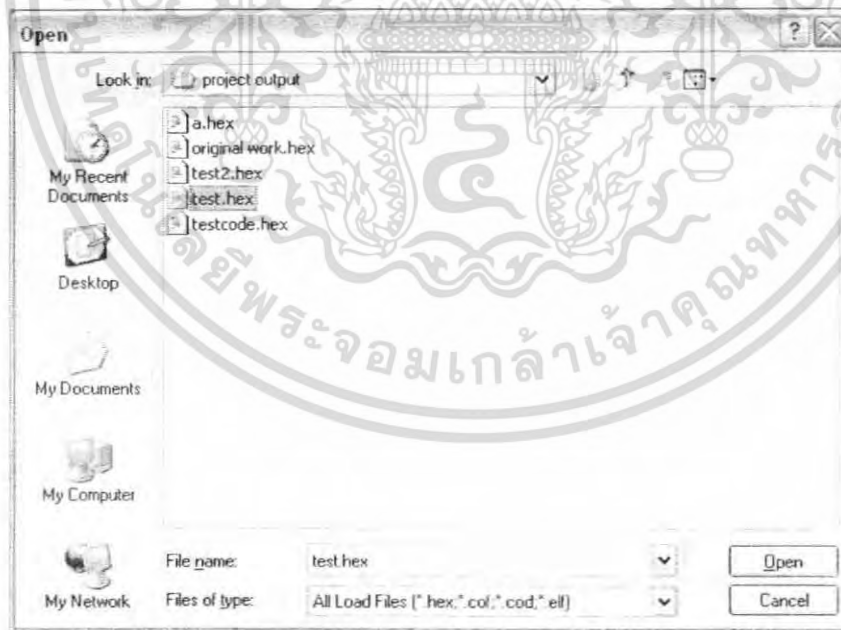 Open
Look in: project output
a.hex
original work.hex
test2.hex
test.hex
testcode.hex
My Recent
Documents
Desktop
My Documents
My Computer
My Network
File name: test.hex
Open
Files of type: All Load Files (*.hex;*.cof;*.cod;*.elf)
Cancel
พระจอมเกล้าเจ้าคุณทหาร